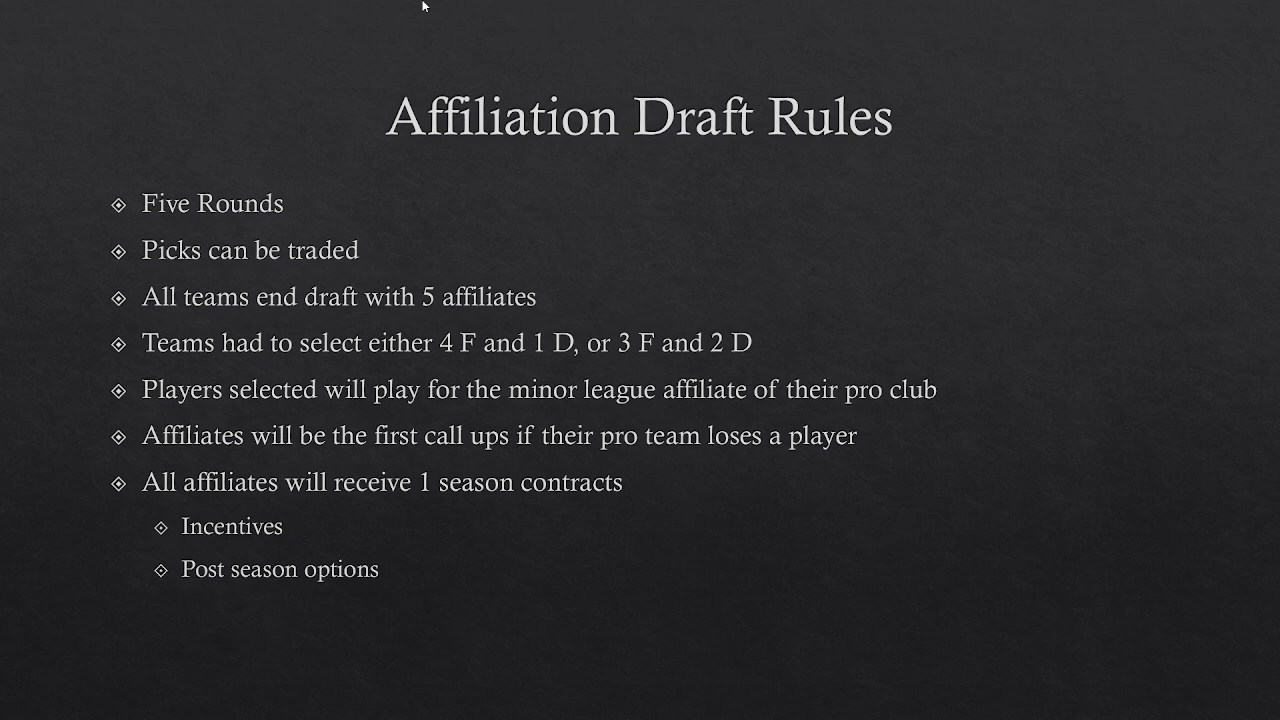 Affiliation Draft Rules
Five Rounds
Picks can be traded
All teams end draft with 5 affiliates
Teams had to select either 4 F and 1 D, or 3 F and 2 D
Players selected will play for the minor league affiliate of their pro club
Affiliates will be the first call ups if their pro team loses a player
All affiliates will receive 1 season contracts
Incentives
Post season options